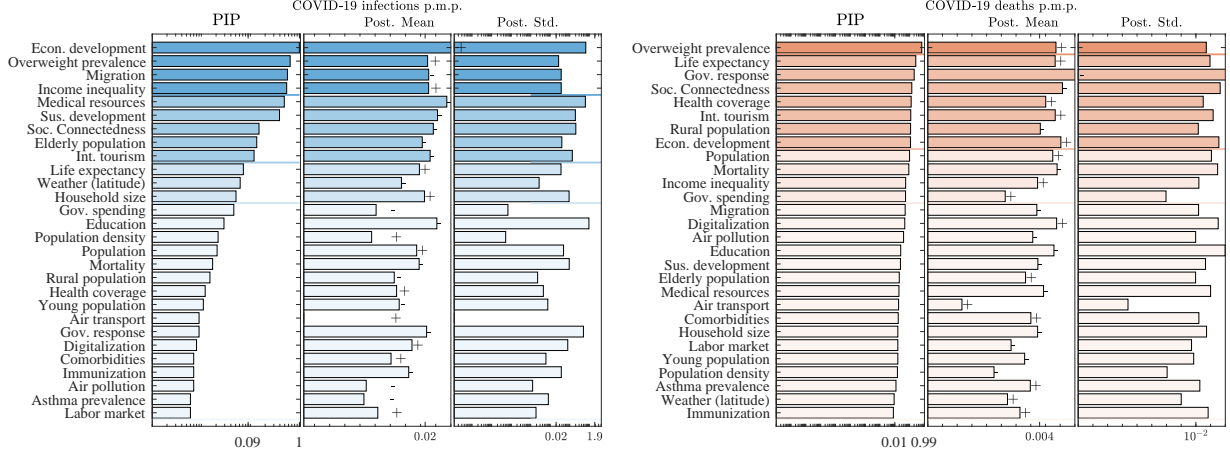 COVID-19 infections p.m.p.
PIP
Post. Mean
Post. Std.
Econ. development
Overweight prevalence
Migration
Income inequality
Medical resources
Sus. development
Soc. Connectedness
Elderly population
Int. tourism
Life expectancy
Weather (latitude)
Household size
Gov. spending
Education
Population density
Population
Mortality
Rural population
Health coverage
Young population
Air transport
Gov. response
Digitalization
Comorbidities
Immunization
Air pollution
Asthma prevalence
Labor market
0.09 1
0.02
0.02 1.9
COVID-19 deaths p.m.p.
PIP
Post. Mean
Post. Std.
Overweight prevalence
Life expectancy
Gov. response
Soc. Connectedness
Health coverage
Int. tourism
Rural population
Econ. development
Population
Mortality
Income inequality
Gov. spending
Migration
Digitalization
Air pollution
Education
Sus. development
Elderly population
Medical resources
Air transport
Comorbidities
Household size
Labor market
Young population
Population density
Asthma prevalence
Weather (latitude)
Immunization
0.01 0.99
0.004
10⁻²